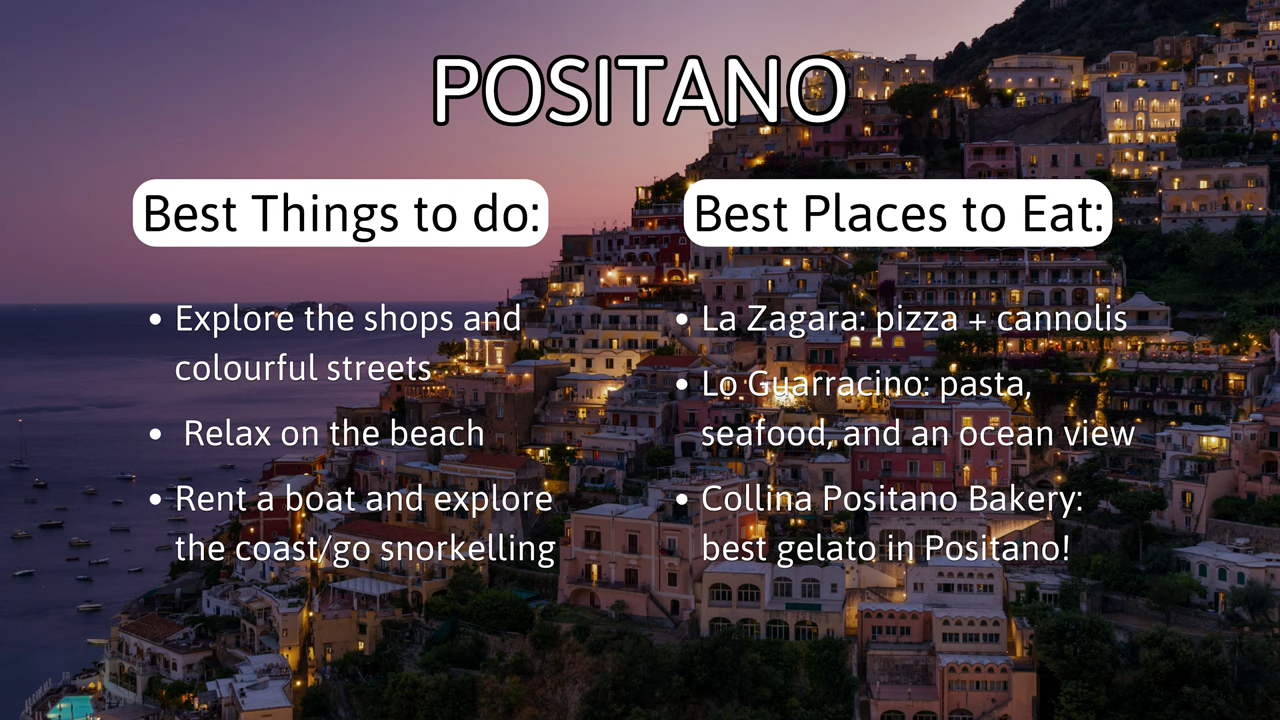 POSITANO
Best Things to do:
• Explore the shops and
colourful streets
• Relax on the beach
• Rent a boat and explore
the coast/go snorkelling
Best Places to Eat:
• La Zagara: pizza + cannolis
• Lo Guarracino: pasta,
seafood, and an ocean view
• Collina Positano Bakery:
best gelato in Positano!